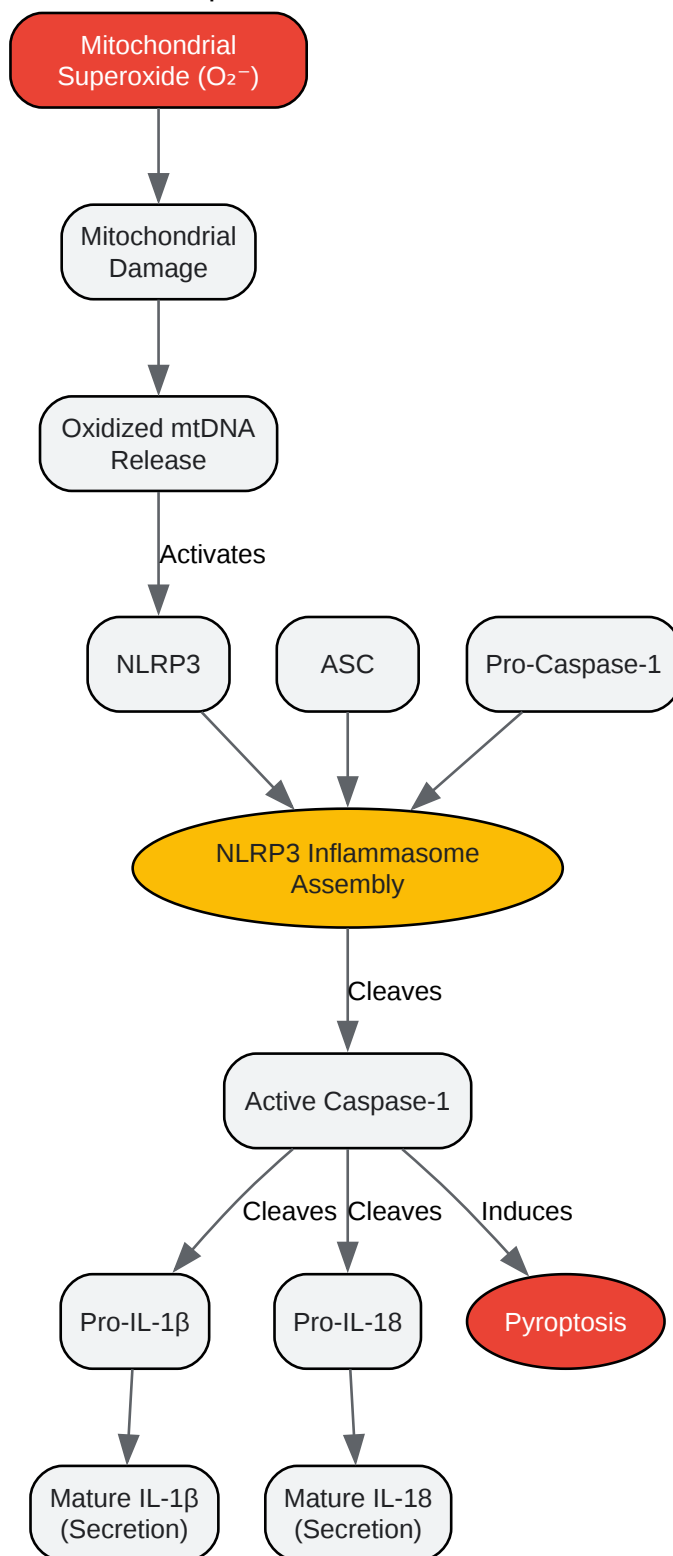 Mitochondrial
Superoxide (O₂⁻)
Mitochondrial
Damage
Oxidized mtDNA
Release
Activates
NLRP3
ASC
Pro-Caspase-1
NLRP3 Inflammasome
Assembly
Cleaves
Active Caspase-1
Cleaves
Cleaves
Induces
Pro-IL-1β
Pro-IL-18
Pyroptosis
Mature IL-1β
(Secretion)
Mature IL-18
(Secretion)